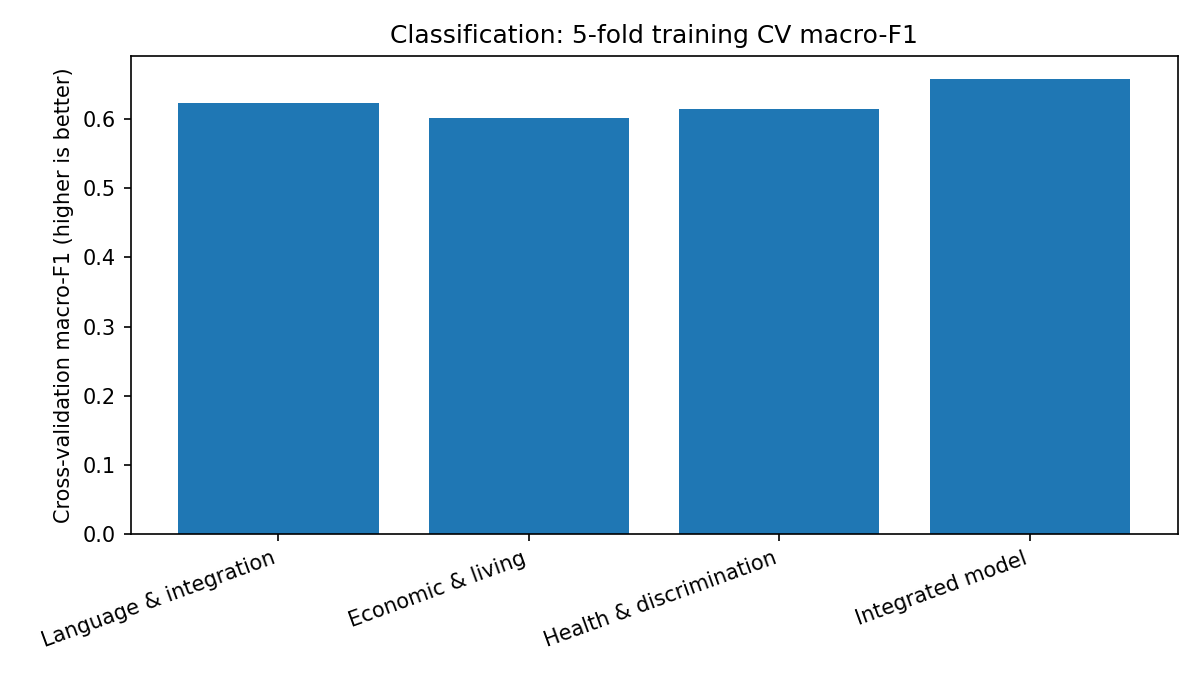 Classification: 5-fold training CV macro-F1
Cross-validation macro-F1 (higher is better)
0.6
0.5
0.4
0.3
0.2
0.1
0.0
Language & integration
Economic & living
Health & discrimination
Integrated model